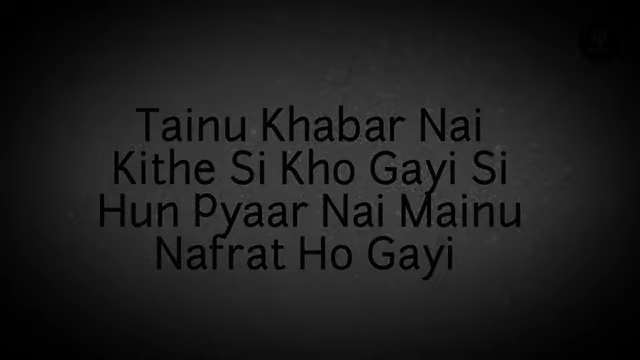 Tainu Khabar Nai
Kithe Si Kho Gayi Si
Hun Pyaar Nai Mainu
Nafrat Ho Gayi